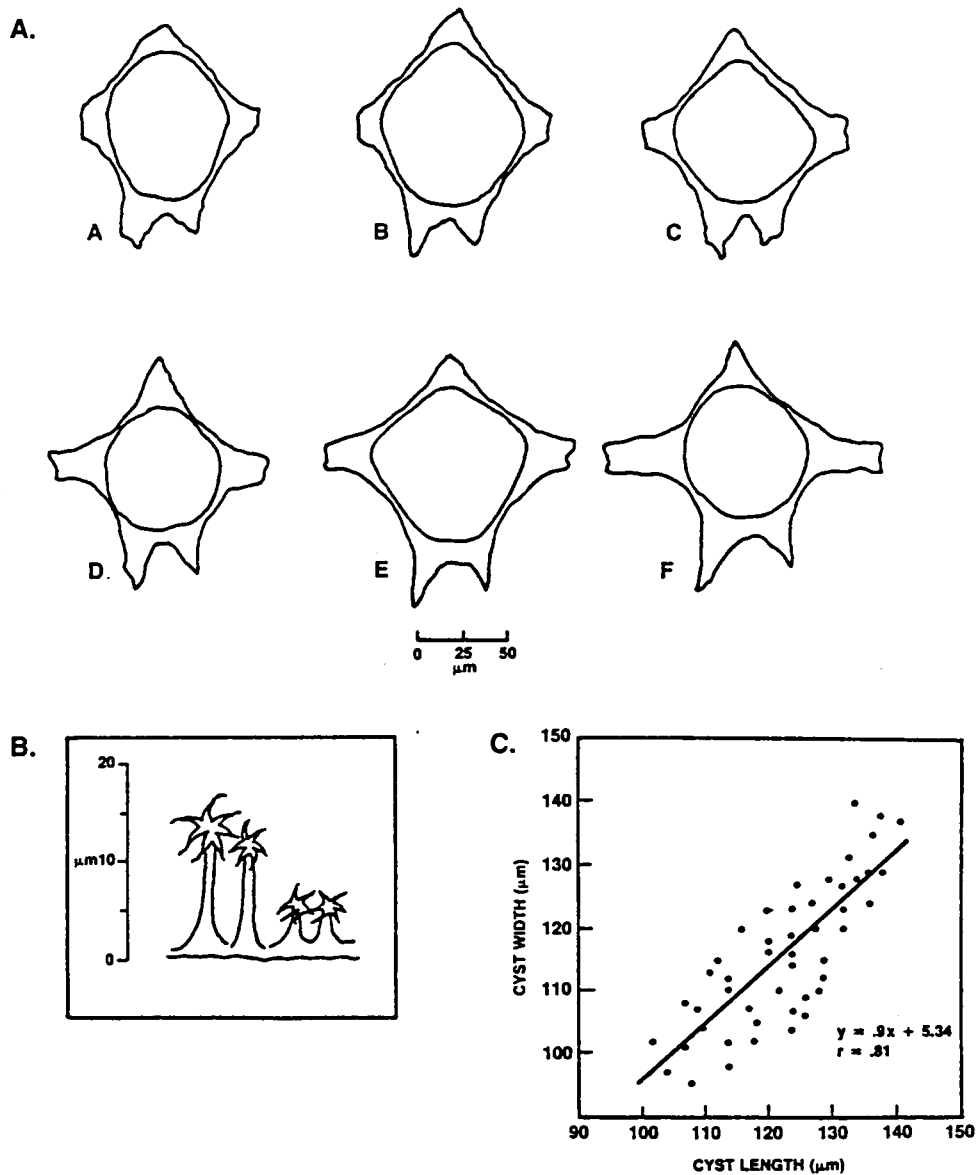 A.
A
B
C
D.
E
F
0 25 50
μm
B.
20
μm10
0
C.
150
140
130
120
110
100
CYST WIDTH (μm)
y = .9x + 5.34
r = .81
90 100 110 120 130 140 150
CYST LENGTH (μm)